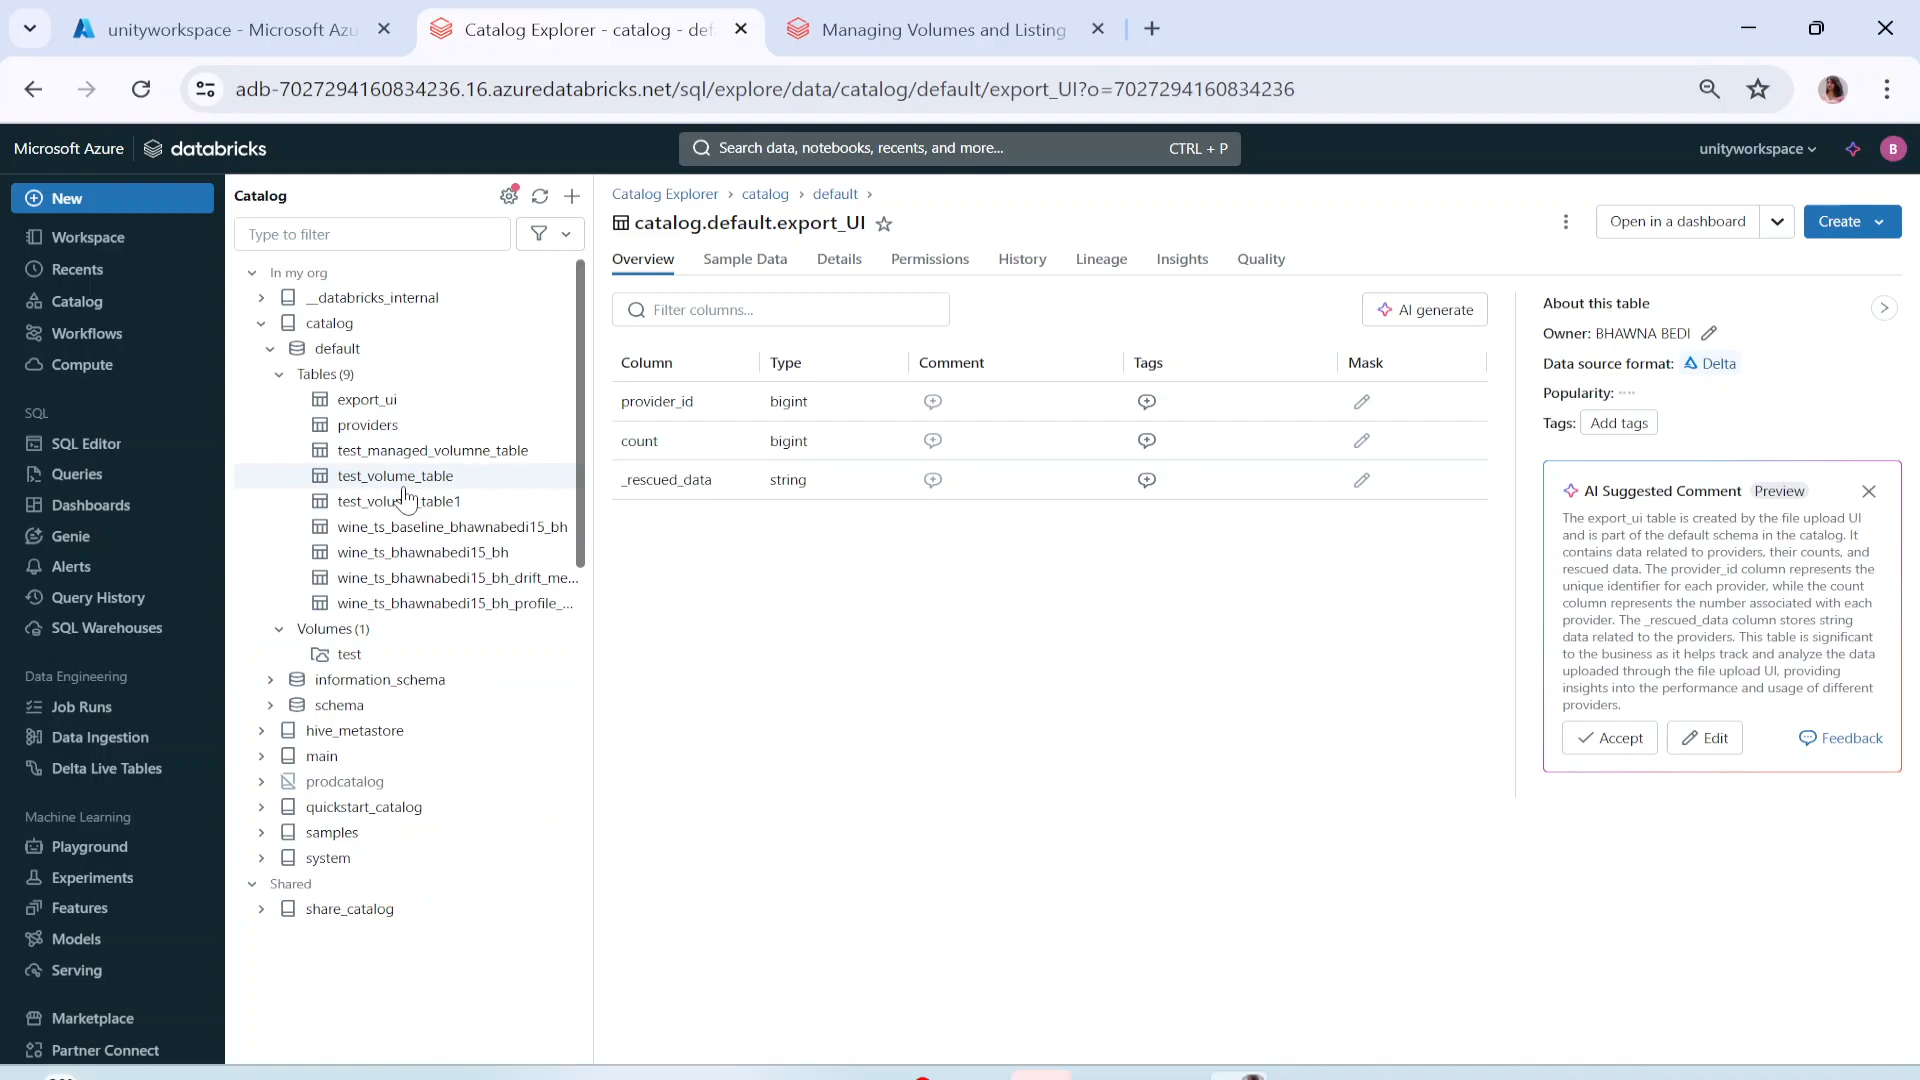 unityworkspace - Microsoft Azu
Catalog Explorer - catalog - def
Managing Volumes and Listing
adb-7027294160834236.16.azuredatabricks.net/sql/explore/data/catalog/default/export_UI?o=7027294160834236
Microsoft Azure
databricks
Search data, notebooks, recents, and more...
CTRL + P
unityworkspace
B
New
Workspace
Recents
Catalog
Workflows
Compute
SQL
SQL Editor
Queries
Dashboards
Genie
Alerts
Query History
SQL Warehouses
Data Engineering
Job Runs
Data Ingestion
Delta Live Tables
Machine Learning
Playground
Experiments
Features
Models
Serving
Marketplace
Partner Connect
Catalog
Type to filter
In my org
__databricks_internal
catalog
default
Tables (9)
export_ui
providers
test_managed_volumne_table
test_volume_table
test_volume_table1
wine_ts_baseline_bhawnabedi15_bh
wine_ts_bhawnabedi15_bh
wine_ts_bhawnabedi15_bh_drift_me...
wine_ts_bhawnabedi15_bh_profile_...
Volumes (1)
test
information_schema
schema
hive_metastore
main
prodcatalog
quickstart_catalog
samples
system
Shared
share_catalog
Catalog Explorer > catalog > default >
catalog.default.export_UI
Open in a dashboard
Create
Overview
Sample Data
Details
Permissions
History
Lineage
Insights
Quality
Filter columns...
AI generate
Column Type Comment Tags Mask
provider_id bigint
count bigint
_rescued_data string
About this table
Owner: BHAWNA BEDI
Data source format: Delta
Popularity:
Tags: Add tags
AI Suggested Comment Preview
The export_ui table is created by the file upload UI
and is part of the default schema in the catalog. It
contains data related to providers, their counts, and
rescued data. The provider_id column represents the
unique identifier for each provider, while the count
column represents the number associated with each
provider. The _rescued_data column stores string
data related to the providers. This table is significant
to the business as it helps track and analyze the data
uploaded through the file upload UI, providing
insights into the performance and usage of different
providers.
Accept
Edit
Feedback